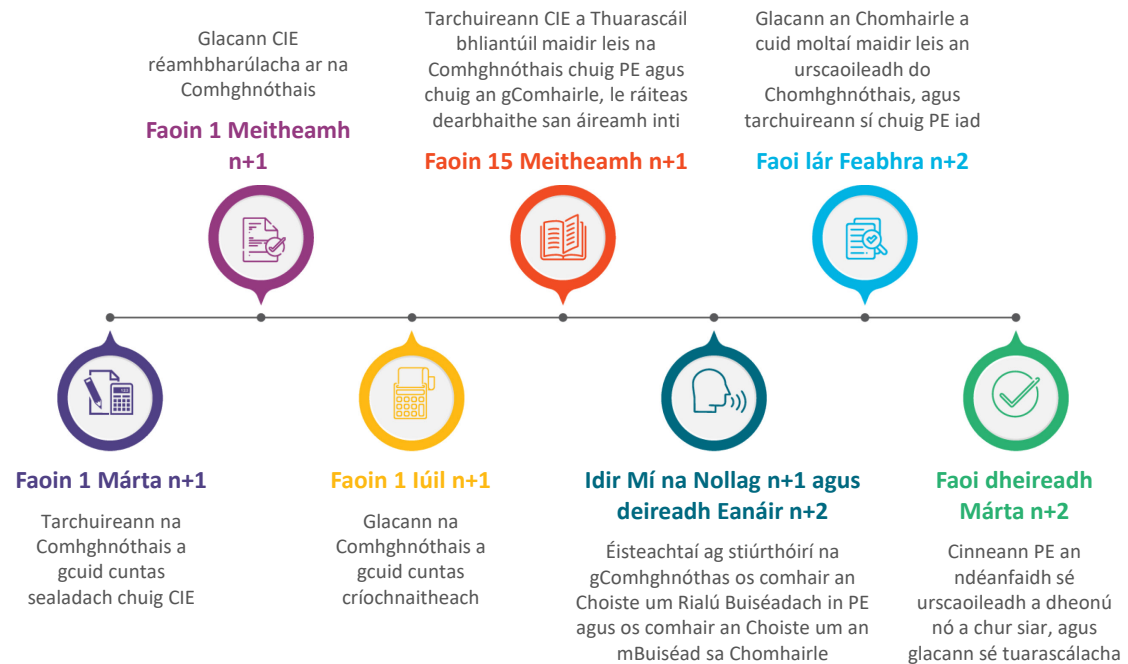 Glacann CIE
réamhbharúlacha ar na
Comhghnóthais
Faoin 1 Meitheamh
n+1
Tarchuireann CIE a Thuarascáil
bhliantúil maidir leis na
Comhghnóthais chuig PE agus
chuig an gComhairle, le ráiteas
dearbhaithe san áireamh inti
Faoin 15 Meitheamh n+1
Glacann an Chomhairle a
cuid moltaí maidir leis an
urscaoileadh do
Chomhghnóthais, agus
tarchuireann sí chuig PE iad
Faoi lár Feabhra n+2
Faoin 1 Márta n+1
Tarchuireann na
Comhghnóthais a
gcuid cuntas
sealadach chuig CIE
Faoin 1 Iúil n+1
Glacann na
Comhghnóthais a
gcuid cuntas
críochnaitheach
Idir Mí na Nollag n+1 agus
deireadh Eanáir n+2
Éisteachtaí ag stiúrthóirí na
gComhghnóthas os comhair an
Choiste um Rialú Buiséadach in PE
agus os comhair an Choiste um an
mBuiséad sa Chomhairle
Faoi dheireadh
Márta n+2
Cinneann PE an
ndéanfaidh sé
urscaoileadh a dheonú
nó a chur siar, agus
glacann sé tuarascálacha